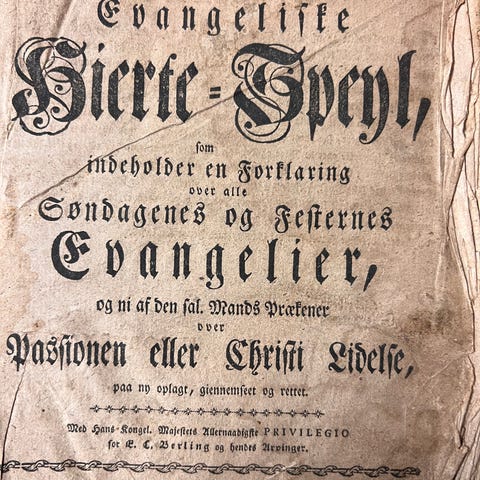 Evangeliske
Hierte-Speyl,
som
indeholder en Forklaring
over alle
Søndagenes og Festernes
Evangelier,
og ni af den sal. Mands Prækener
over
Passionen eller Christi Lidelse,
paa ny oplagt, giennemseet og rettet.
Med Hans Kongel. Majestets Allernaadigste PRIVILEGIO
for E. C. Berling og hendes Arvinger.